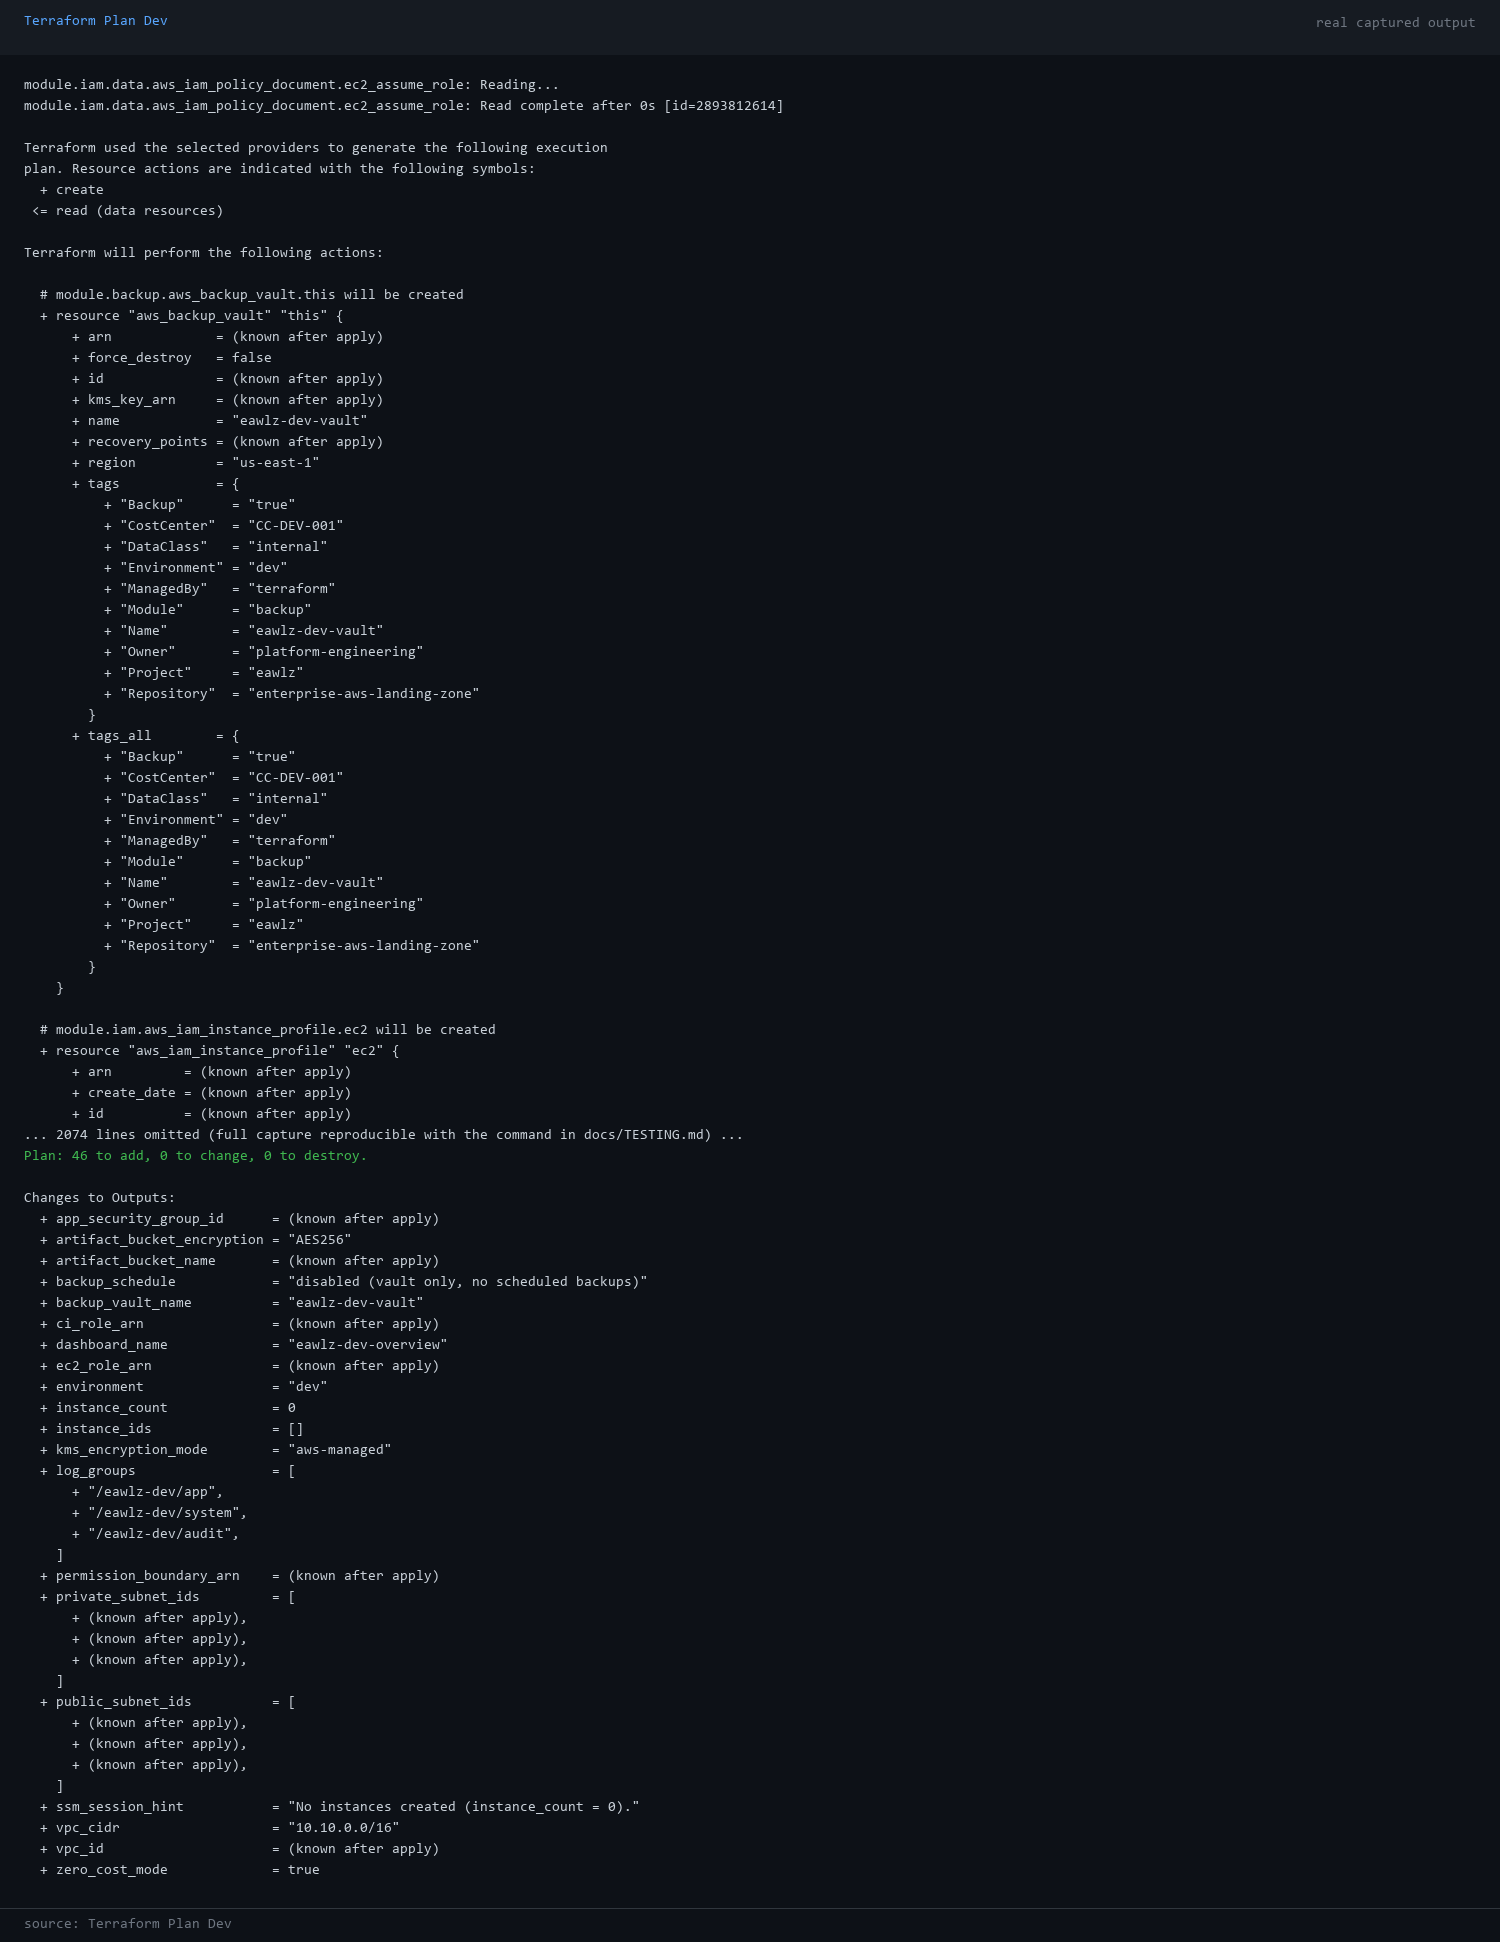 Terraform Plan Dev
real captured output
module.iam.data.aws_iam_policy_document.ec2_assume_role: Reading...
module.iam.data.aws_iam_policy_document.ec2_assume_role: Read complete after 0s [id=2893812614]

Terraform used the selected providers to generate the following execution
plan. Resource actions are indicated with the following symbols:
  + create
 <= read (data resources)

Terraform will perform the following actions:

  # module.backup.aws_backup_vault.this will be created
  + resource "aws_backup_vault" "this" {
      + arn             = (known after apply)
      + force_destroy   = false
      + id              = (known after apply)
      + kms_key_arn     = (known after apply)
      + name            = "eawlz-dev-vault"
      + recovery_points = (known after apply)
      + region          = "us-east-1"
      + tags            = {
          + "Backup"      = "true"
          + "CostCenter"  = "CC-DEV-001"
          + "DataClass"   = "internal"
          + "Environment" = "dev"
          + "ManagedBy"   = "terraform"
          + "Module"      = "backup"
          + "Name"        = "eawlz-dev-vault"
          + "Owner"       = "platform-engineering"
          + "Project"     = "eawlz"
          + "Repository"  = "enterprise-aws-landing-zone"
        }
      + tags_all        = {
          + "Backup"      = "true"
          + "CostCenter"  = "CC-DEV-001"
          + "DataClass"   = "internal"
          + "Environment" = "dev"
          + "ManagedBy"   = "terraform"
          + "Module"      = "backup"
          + "Name"        = "eawlz-dev-vault"
          + "Owner"       = "platform-engineering"
          + "Project"     = "eawlz"
          + "Repository"  = "enterprise-aws-landing-zone"
        }
    }

  # module.iam.aws_iam_instance_profile.ec2 will be created
  + resource "aws_iam_instance_profile" "ec2" {
      + arn         = (known after apply)
      + create_date = (known after apply)
      + id          = (known after apply)
... 2074 lines omitted (full capture reproducible with the command in docs/TESTING.md) ...
Plan: 46 to add, 0 to change, 0 to destroy.

Changes to Outputs:
  + app_security_group_id      = (known after apply)
  + artifact_bucket_encryption = "AES256"
  + artifact_bucket_name       = (known after apply)
  + backup_schedule            = "disabled (vault only, no scheduled backups)"
  + backup_vault_name          = "eawlz-dev-vault"
  + ci_role_arn                = (known after apply)
  + dashboard_name             = "eawlz-dev-overview"
  + ec2_role_arn               = (known after apply)
  + environment                = "dev"
  + instance_count             = 0
  + instance_ids               = []
  + kms_encryption_mode        = "aws-managed"
  + log_groups                 = [
      + "/eawlz-dev/app",
      + "/eawlz-dev/system",
      + "/eawlz-dev/audit",
    ]
  + permission_boundary_arn    = (known after apply)
  + private_subnet_ids         = [
      + (known after apply),
      + (known after apply),
      + (known after apply),
    ]
  + public_subnet_ids          = [
      + (known after apply),
      + (known after apply),
      + (known after apply),
    ]
  + ssm_session_hint           = "No instances created (instance_count = 0)."
  + vpc_cidr                   = "10.10.0.0/16"
  + vpc_id                     = (known after apply)
  + zero_cost_mode             = true
source: Terraform Plan Dev